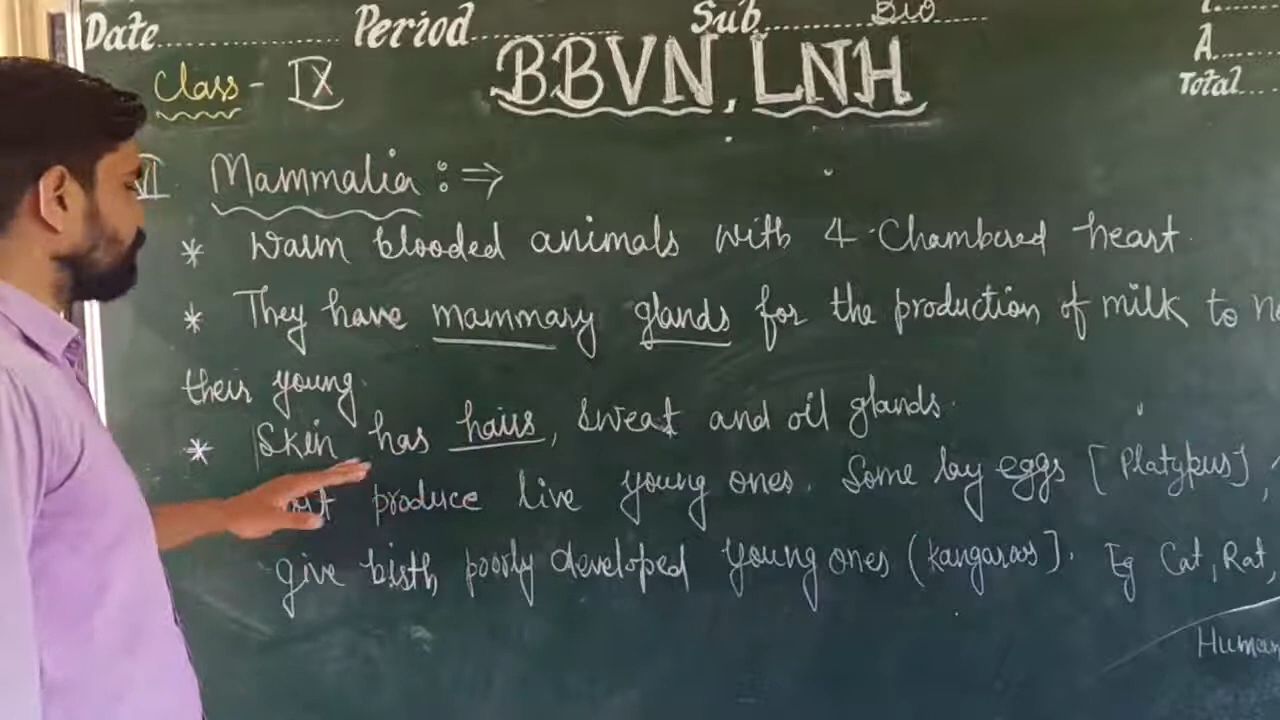 Date Period Sub Bio
Class - IX BBVN, LNH
A
Total
VI Mammalia :⇒
* Warm blooded animals with 4-Chambered heart.
* They have mammary glands for the production of milk to
their young.
* Skin has hairs, sweat and oil glands.
produce live young ones. Some lay eggs [Platypus],
give birth poorly developed young ones (Kangaroos]. Eg Cat, Rat,
Human